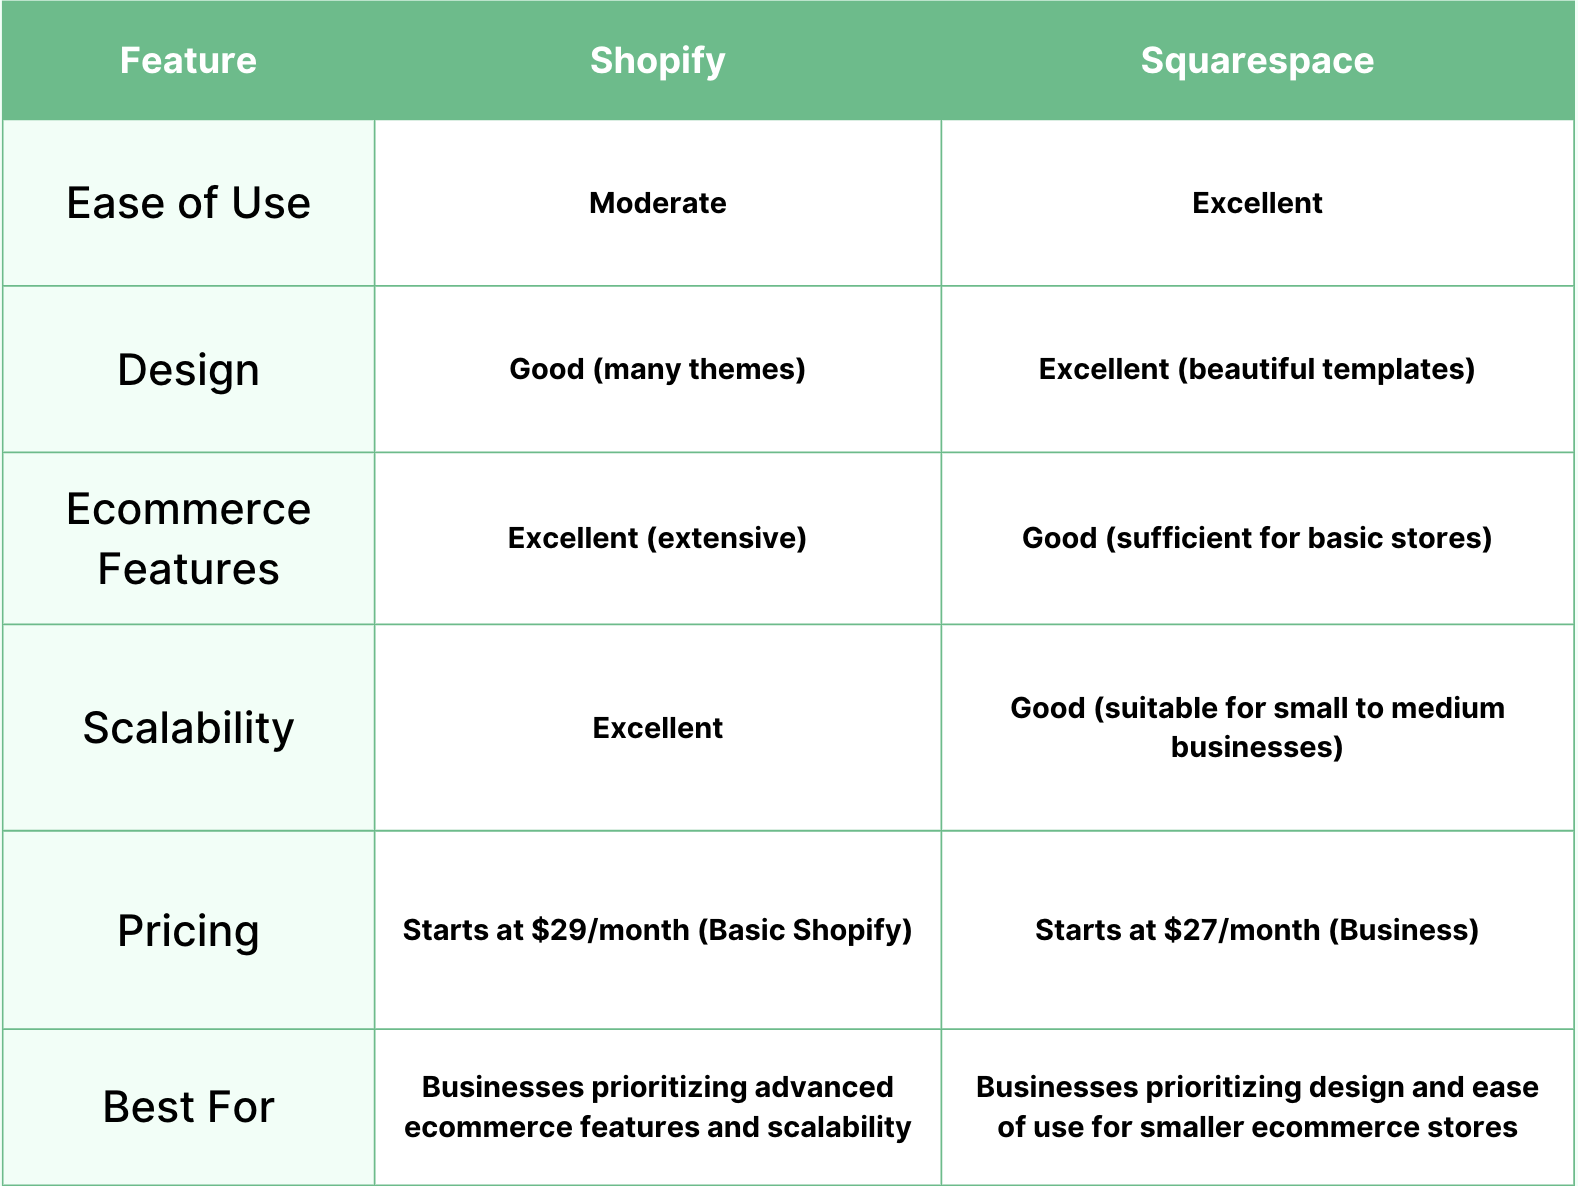 Feature Shopify Squarespace
Ease of Use Moderate Excellent
Design Good (many themes) Excellent (beautiful templates)
Ecommerce
Features
Excellent (extensive) Good (sufficient for basic stores)
Scalability Excellent
Good (suitable for small to medium
businesses)
Pricing Starts at $29/month (Basic Shopify) Starts at $27/month (Business)
Best For
Businesses prioritizing advanced
ecommerce features and scalability
Businesses prioritizing design and ease
of use for smaller ecommerce stores